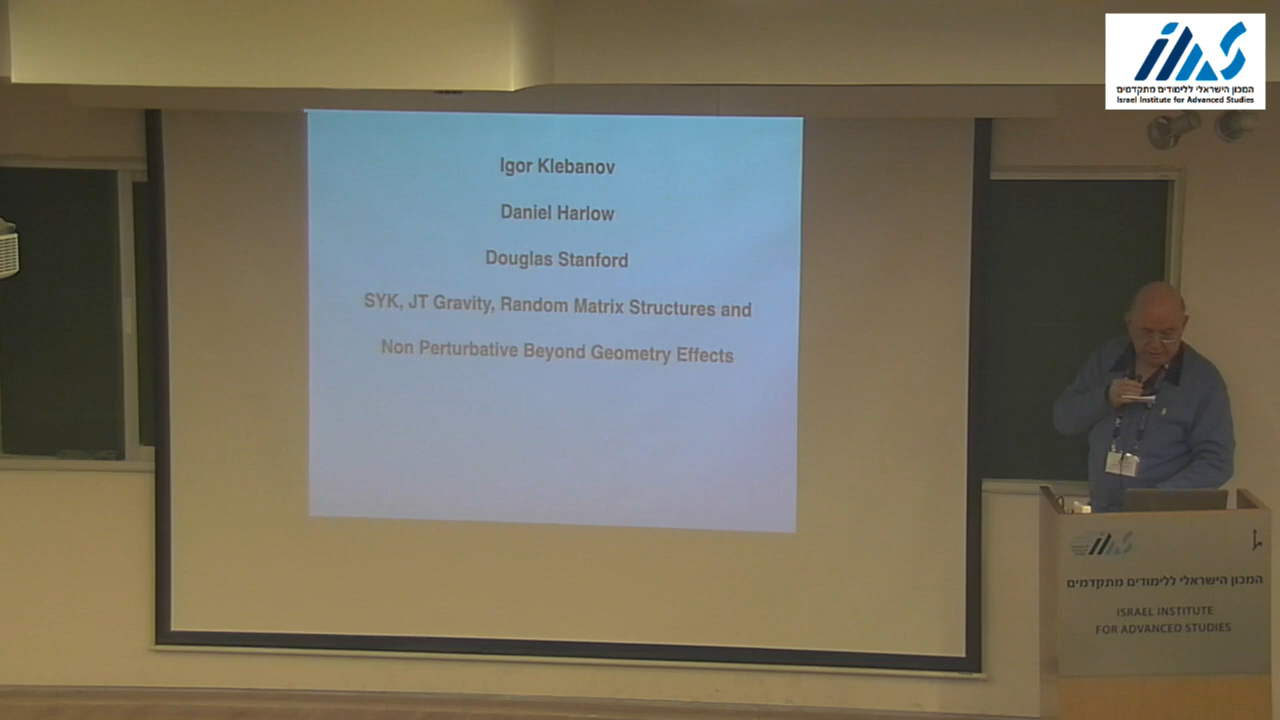 המכון הישראלי ללימודים מתקדמים
Israel Institute for Advanced Studies
Igor Klebanov
Daniel Harlow
Douglas Stanford
SYK, JT Gravity, Random Matrix Structures and
Non Perturbative Beyond Geometry Effects
המכון הישראלי ללימודים מתקדמים
ISRAEL INSTITUTE
FOR ADVANCED STUDIES